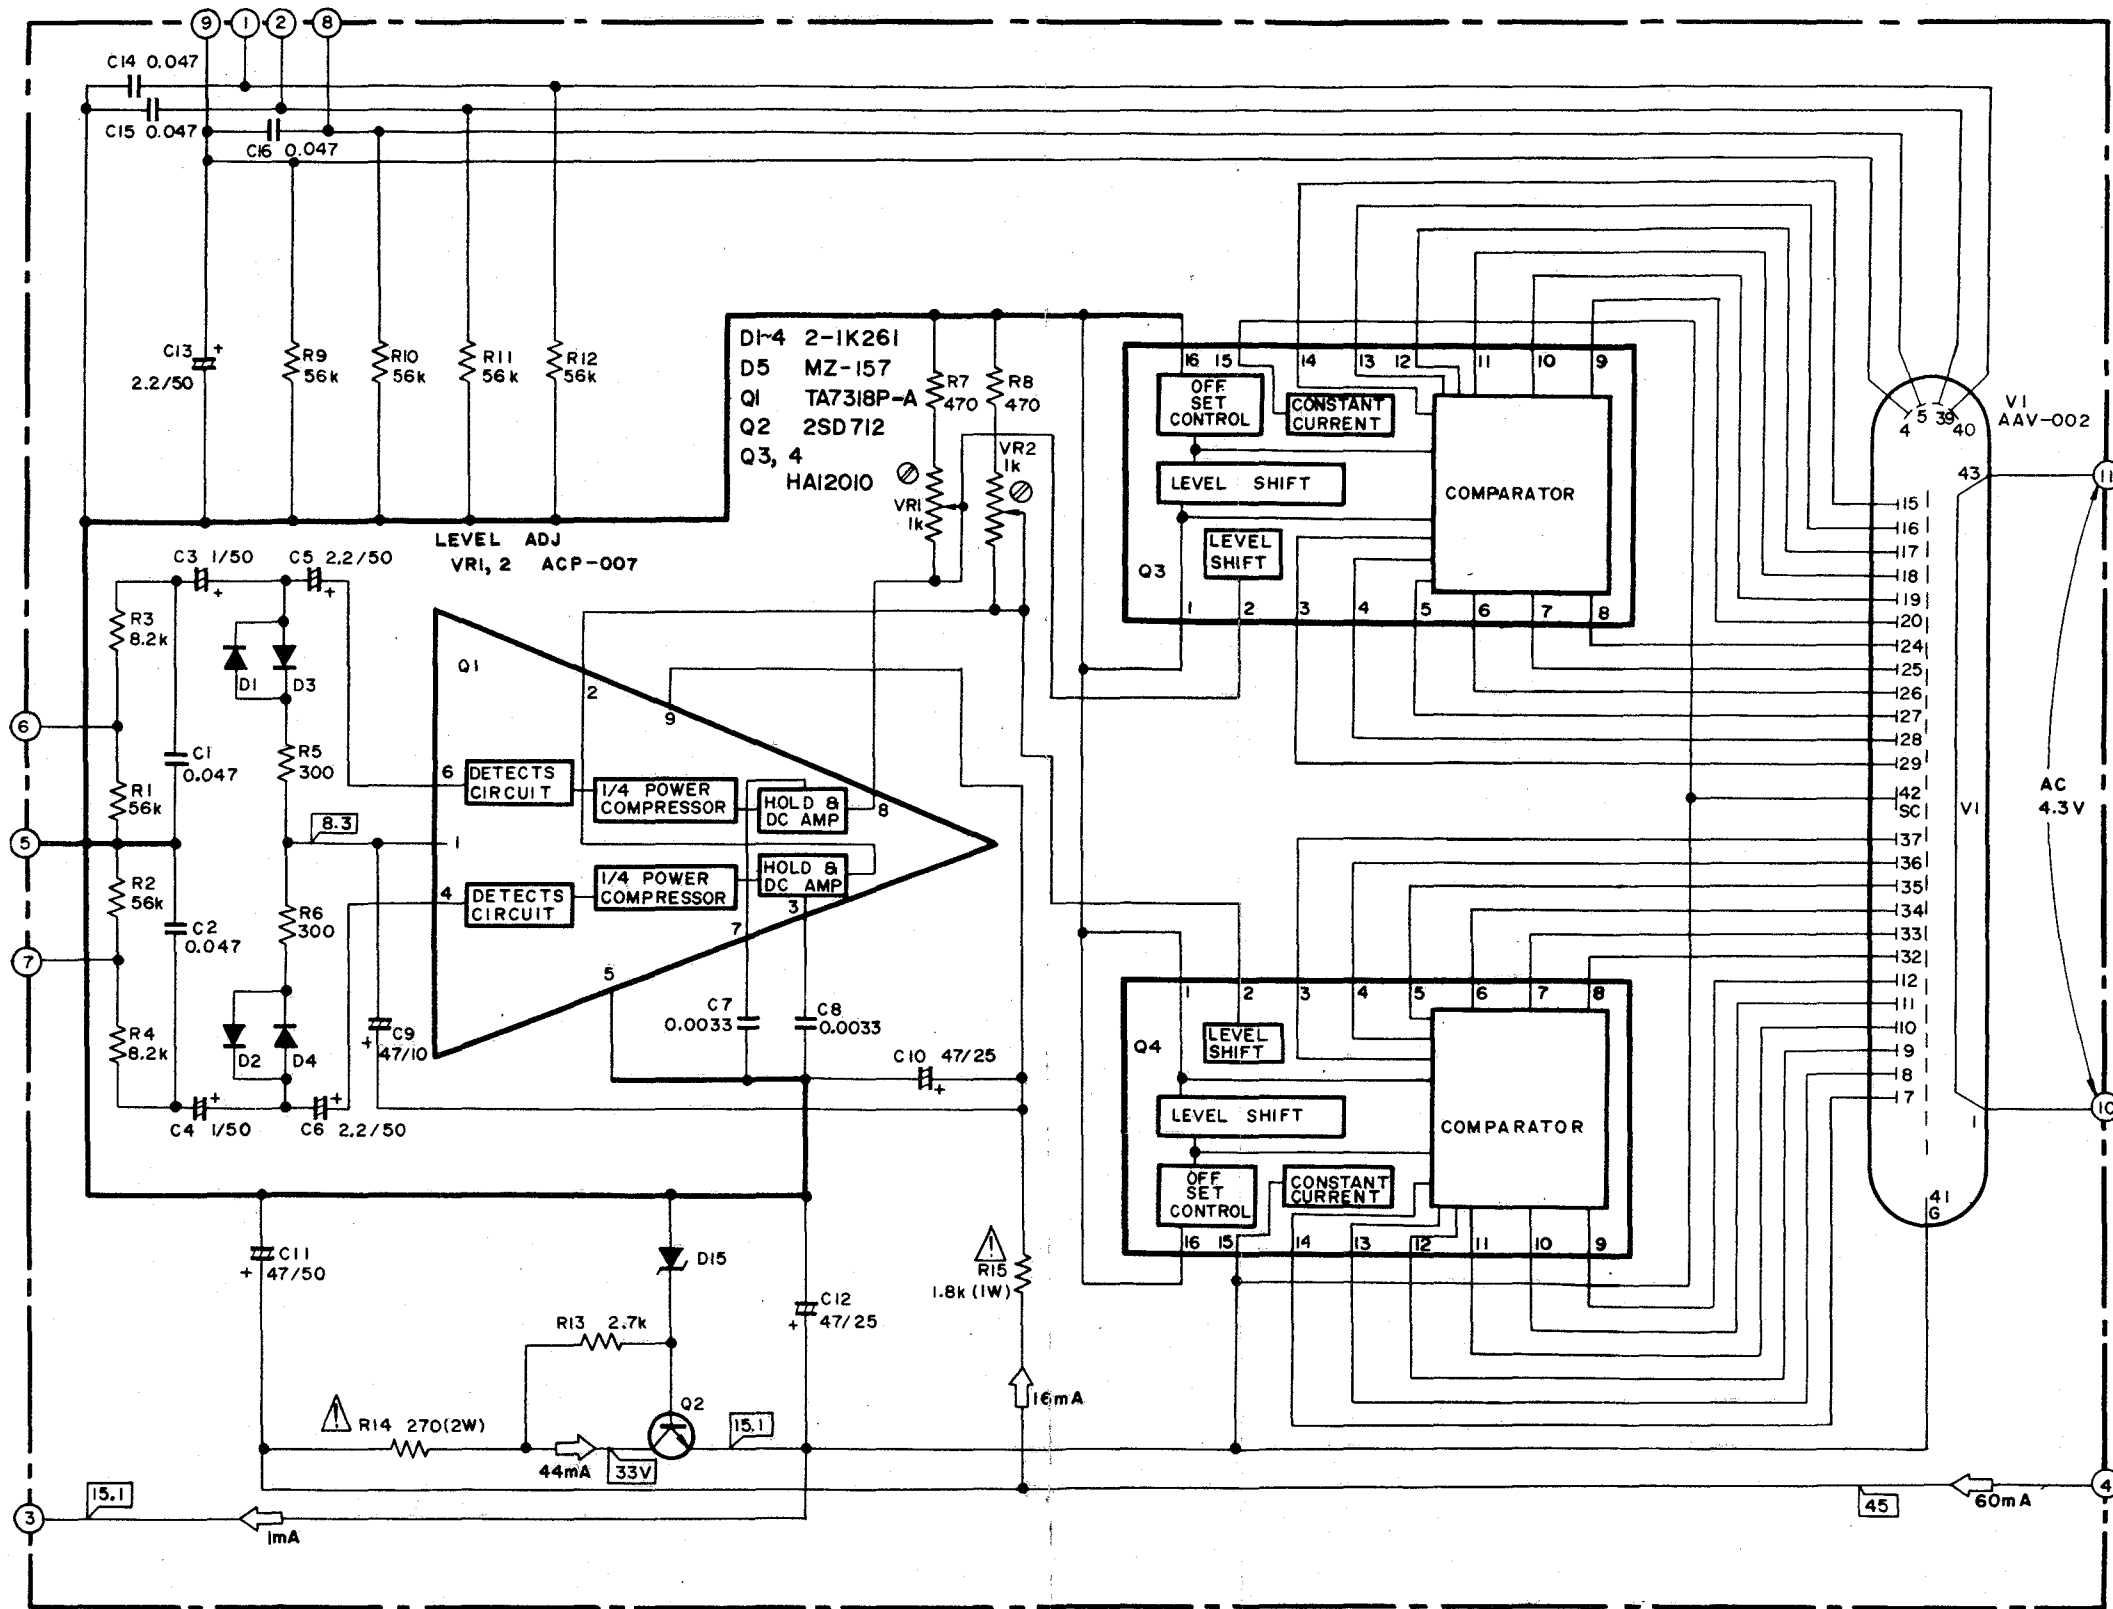 9 1 2 8
C14 0.047
C15 0.047
C16 0.047
C13 +
2.2/50
R9
56k
R10
56k
R11
56k
R12
56k
D1~4 2-1K261
D5 MZ-157
Q1 TA7318P-A
Q2 2SD712
Q3, 4
HA12010
R7
470
R8
470
VR1
1k
VR2
1k
LEVEL ADJ
VR1, 2 ACP-007
C3 1/50 +
C5 2.2/50 +
R3
8.2k
D1
D3
6
R1
56k
C1
0.047
R5
300
5
8.3
R2
56k
C2
0.047
R6
300
7
R4
8.2k
D2
D4
C9
+ 47/10
C4 1/50 +
C6 2.2/50 +
Q1
2
9
6
DETECTS
CIRCUIT
1/4 POWER
COMPRESSOR
HOLD &
DC AMP
8
1
4
DETECTS
CIRCUIT
1/4 POWER
COMPRESSOR
HOLD &
DC AMP
3
7
5
C7
0.0033
C8
0.0033
C10 47/25
+
C11
+ 47/50
D15
R13 2.7k
C12
+ 47/25
R15
1.8k (1W)
16mA
R14 270(2W)
Q2
15.1
44mA
33V
3
15.1
1mA
16 15 14 13 12 11 10 9
OFF
SET
CONTROL
CONSTANT
CURRENT
LEVEL SHIFT
COMPARATOR
LEVEL
SHIFT
Q3
1 2 3 4 5 6 7 8
1 2 3 4 5 6 7 8
Q4
LEVEL
SHIFT
LEVEL SHIFT
COMPARATOR
OFF
SET
CONTROL
CONSTANT
CURRENT
16 15 14 13 12 11 10 9
V1
AAV-002
4 5 39 40
43
15
16
17
18
19
20
24
25
26
27
28
29
42
SC
37
36
35
34
33
32
12
11
10
9
8
7
V1
1
41
G
11
AC
4.3V
10
4
45
60mA